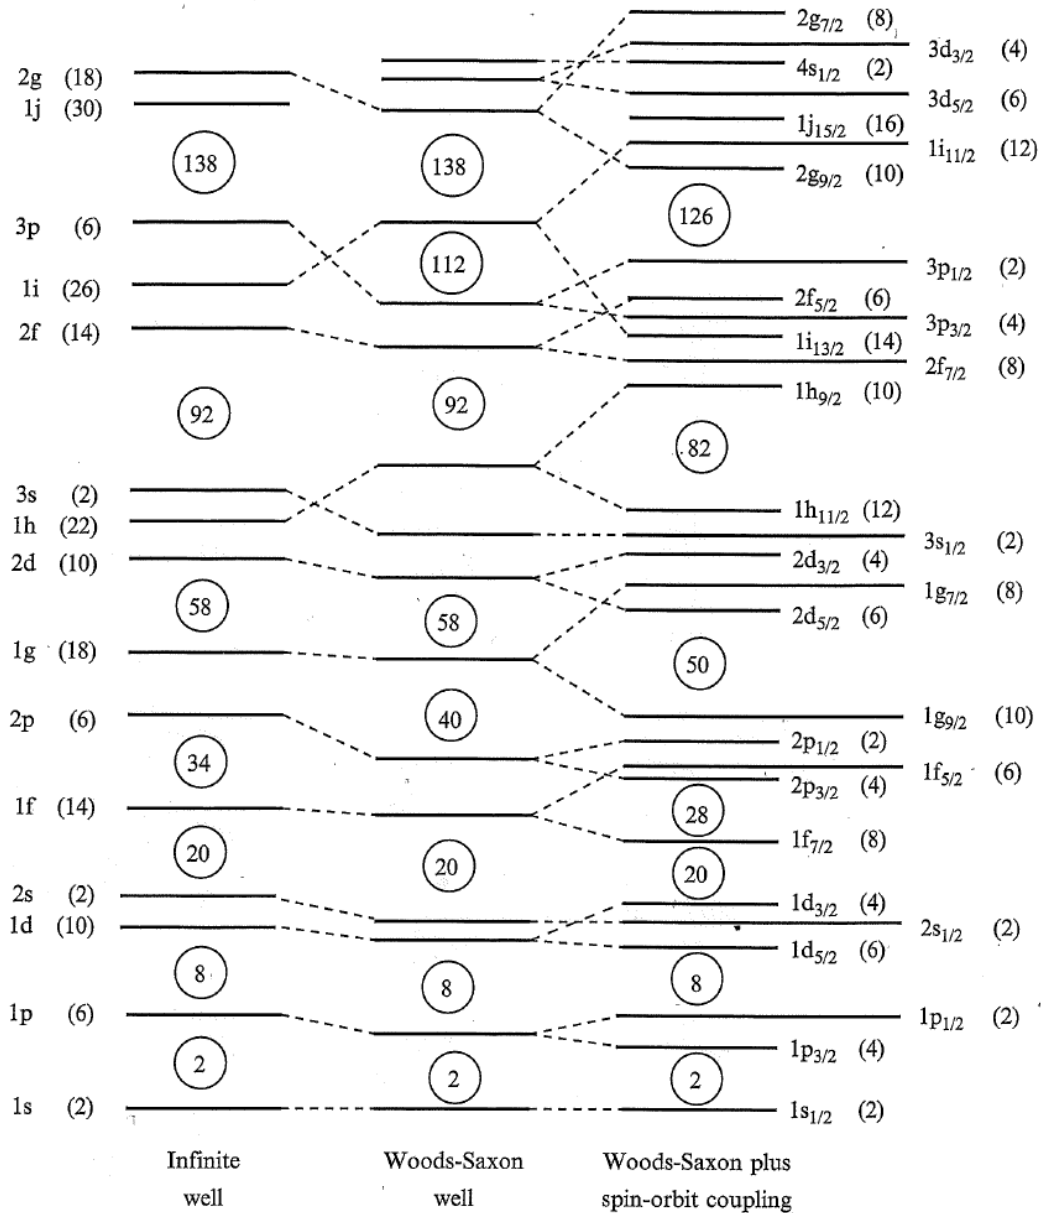 2g7/2 (8)
3d3/2 (4)
2g (18)
4s1/2 (2)
1j (30)
3d5/2 (6)
1j15/2 (16)
138
138
1i11/2 (12)
2g9/2 (10)
126
3p (6)
112
3p1/2 (2)
1i (26)
2f5/2 (6)
3p3/2 (4)
2f (14)
1i13/2 (14)
2f7/2 (8)
1h9/2 (10)
92
92
82
3s (2)
1h (22)
1h11/2 (12)
3s1/2 (2)
2d (10)
2d3/2 (4)
1g7/2 (8)
58
58
2d5/2 (6)
1g (18)
50
2p (6)
40
1g9/2 (10)
2p1/2 (2)
34
1f5/2 (6)
2p3/2 (4)
1f (14)
28
1f7/2 (8)
20
20
20
2s (2)
1d3/2 (4)
1d (10)
2s1/2 (2)
1d5/2 (6)
8
8
8
1p (6)
1p1/2 (2)
1p3/2 (4)
2
2
2
1s (2)
1s1/2 (2)
Infinite
well
Woods-Saxon
well
Woods-Saxon plus
spin-orbit coupling